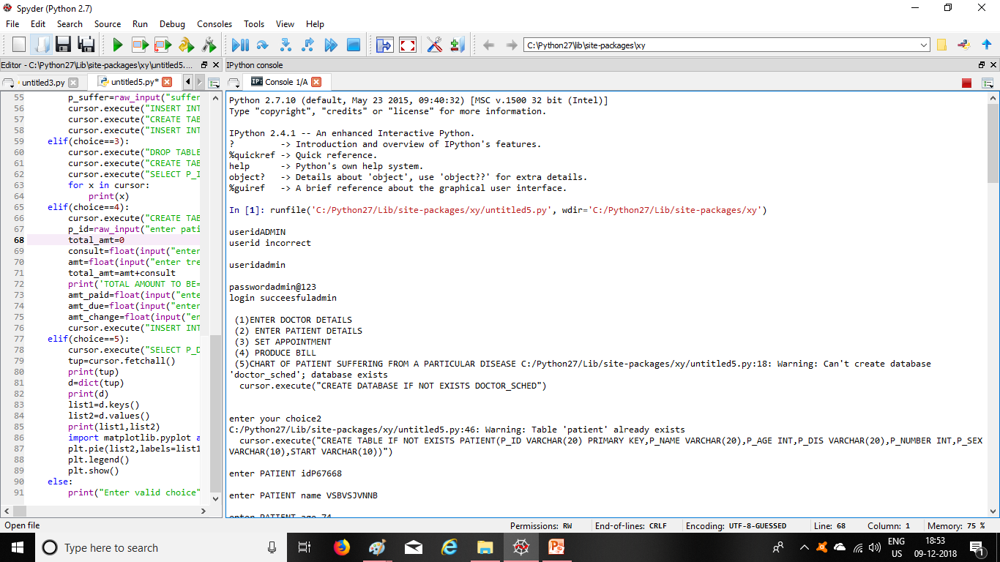 Spyder (Python 2.7)
File Edit Search Source Run Debug Consoles Tools View Help
C:\Python27\lib\site-packages\xy
Editor - C:\Python27\Lib\site-packages\xy\untitled5....
untitled3.py untitled5.py*
55 p_suffer=raw_input("suffer
56 cursor.execute("INSERT INT
57 cursor.execute("CREATE TAB
58 cursor.execute("INSERT INT
59 elif(choice==3):
60 cursor.execute("DROP TABLE
61 cursor.execute("CREATE TAB
62 cursor.execute("SELECT P_I
63 for x in cursor:
64 print(x)
65 elif(choice==4):
66 cursor.execute("CREATE TAB
67 p_id=raw_input("enter pati
68 total_amt=0
69 consult=float(input("enter
70 amt=float(input("enter tre
71 total_amt=amt+consult
72 print('TOTAL AMOUNT TO BE=
73 amt_paid=float(input("ente
74 amt_due=float(input("enter
75 amt_change=float(input("en
76 cursor.execute("INSERT INT
77 elif(choice==5):
78 cursor.execute("SELECT P_D
79 tup=cursor.fetchall()
80 print(tup)
81 d=dict(tup)
82 print(d)
83 list1=d.keys()
84 list2=d.values()
85 print(list1,list2)
86 import matplotlib.pyplot a
87 plt.pie(list2,labels=list1
88 plt.legend()
89 plt.show()
90 else:
91 print("Enter valid choice"
IPython console
IP: Console 1/A
Python 2.7.10 (default, May 23 2015, 09:40:32) [MSC v.1500 32 bit (Intel)]
Type "copyright", "credits" or "license" for more information.
IPython 2.4.1 -- An enhanced Interactive Python.
? -> Introduction and overview of IPython's features.
%quickref -> Quick reference.
help -> Python's own help system.
object? -> Details about 'object', use 'object??' for extra details.
%guiref -> A brief reference about the graphical user interface.
In [1]: runfile('C:/Python27/Lib/site-packages/xy/untitled5.py', wdir='C:/Python27/Lib/site-packages/xy')
useridADMIN
userid incorrect
useridadmin
passwordadmin@123
login succeesfuladmin
(1)ENTER DOCTOR DETAILS
(2) ENTER PATIENT DETAILS
(3) SET APPOINTMENT
(4) PRODUCE BILL
(5)CHART OF PATIENT SUFFERING FROM A PARTICULAR DISEASE C:/Python27/Lib/site-packages/xy/untitled5.py:18: Warning: Can't create database
'doctor_sched'; database exists
cursor.execute("CREATE DATABASE IF NOT EXISTS DOCTOR_SCHED")
enter your choice2
C:/Python27/Lib/site-packages/xy/untitled5.py:46: Warning: Table 'patient' already exists
cursor.execute("CREATE TABLE IF NOT EXISTS PATIENT(P_ID VARCHAR(20) PRIMARY KEY,P_NAME VARCHAR(20),P_AGE INT,P_DIS VARCHAR(20),P_NUMBER INT,P_SEX
VARCHAR(10),START VARCHAR(10))")
enter PATIENT idP67668
enter PATIENT name VSBVSJVNNB
enter PATIENT age 74
Open file Permissions: RW End-of-lines: CRLF Encoding: UTF-8-GUESSED Line: 68 Column: 1 Memory: 75 %
Type here to search
ENG
US
18:53
09-12-2018
1